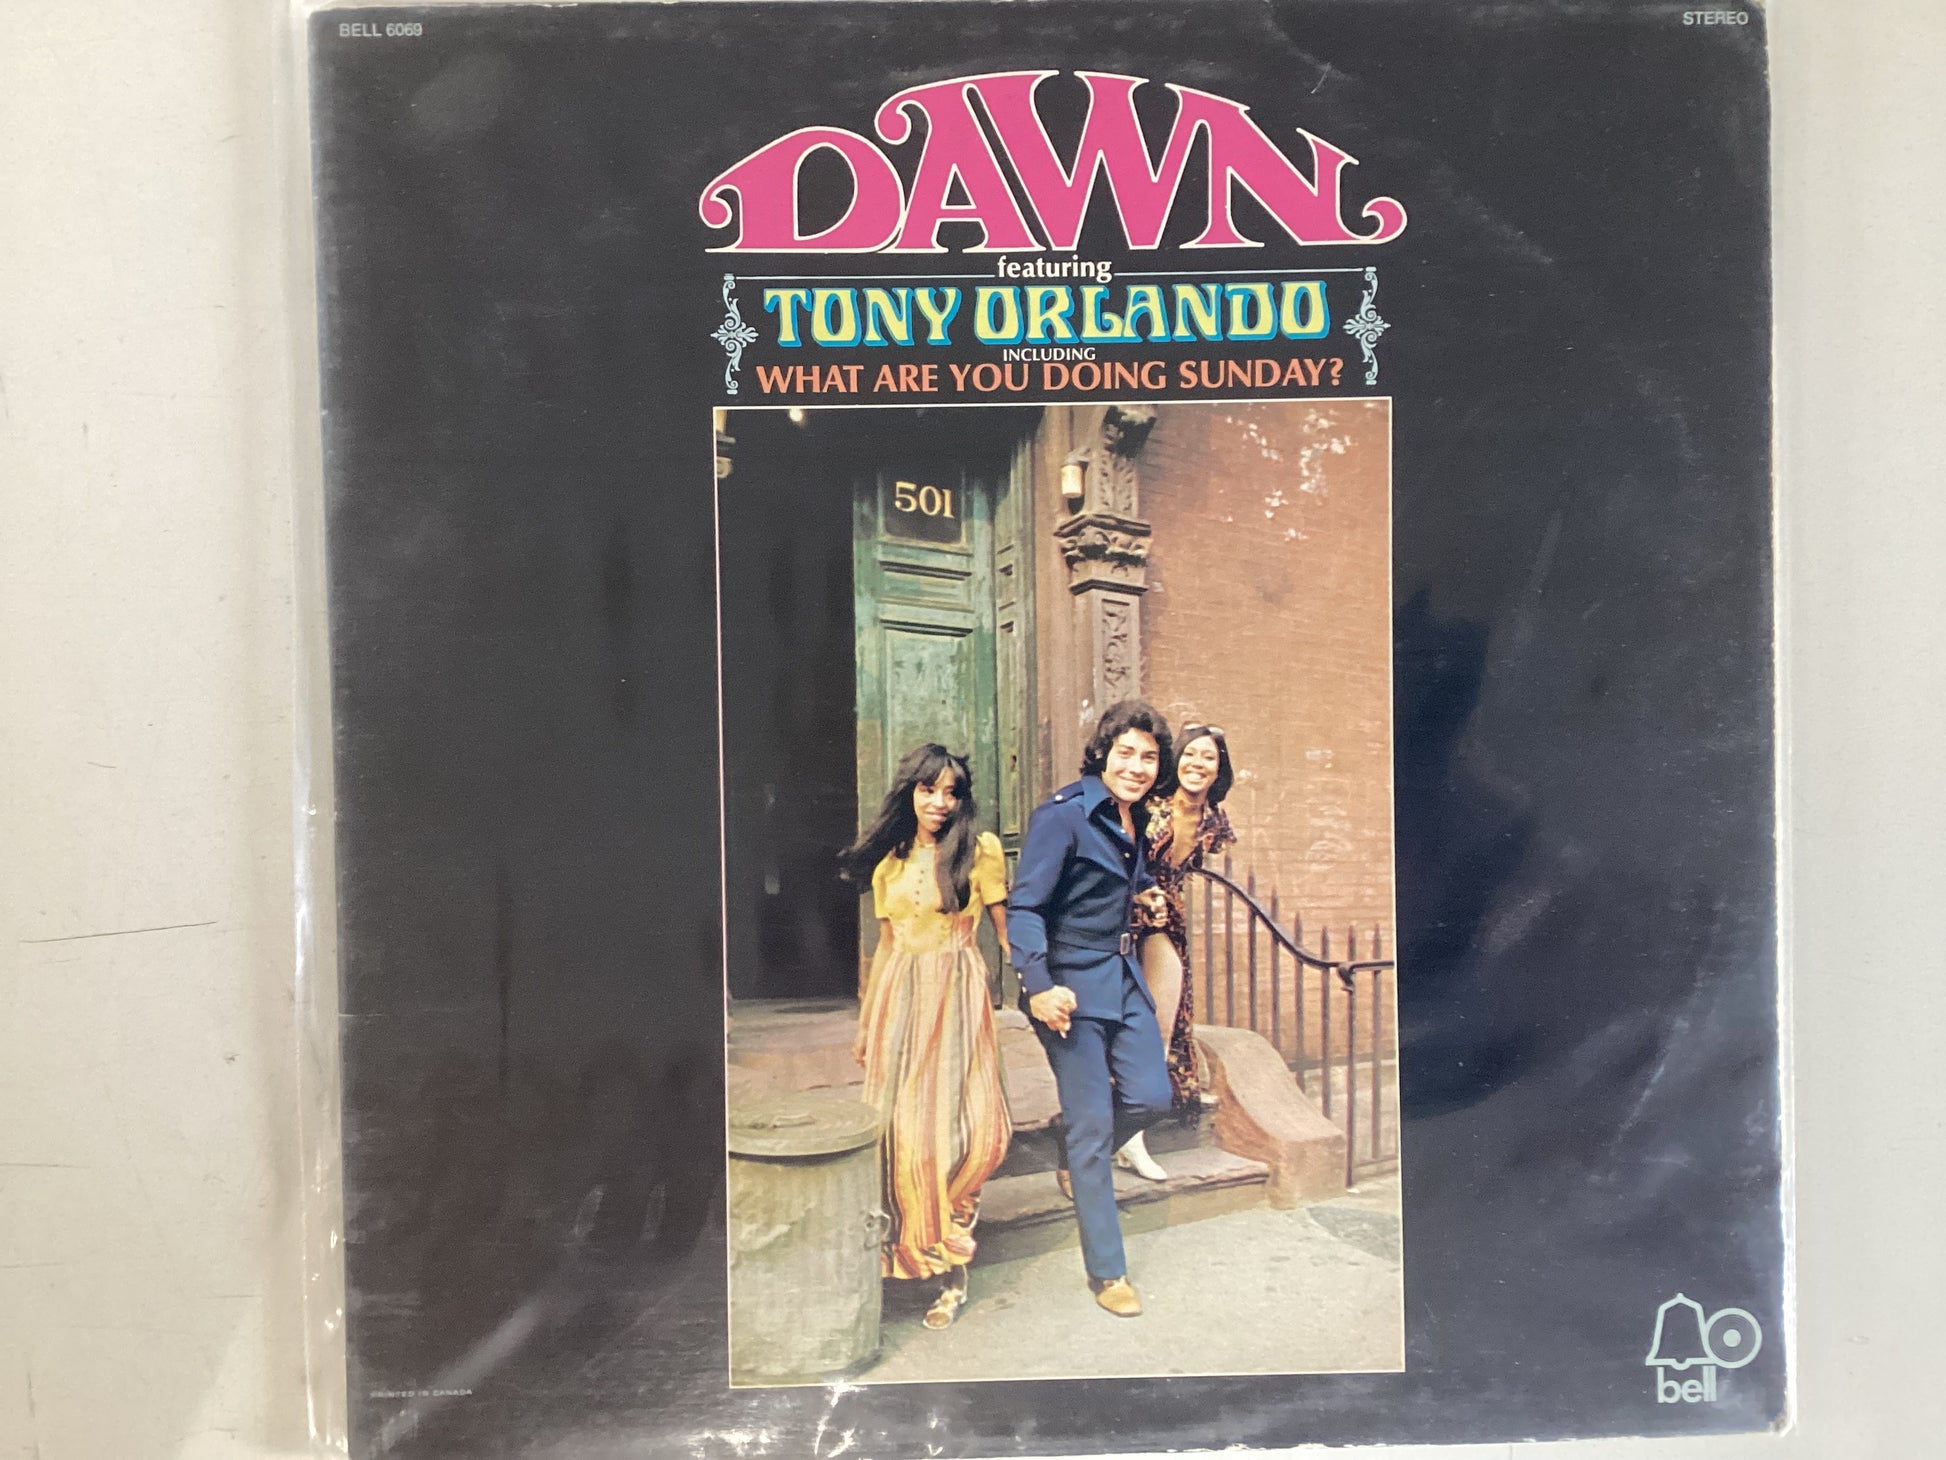 BELL 6069
STEREO
DAWN
featuring
TONY ORLANDO
INCLUDING
WHAT ARE YOU DOING SUNDAY?
501
PRINTED IN CANADA
bell